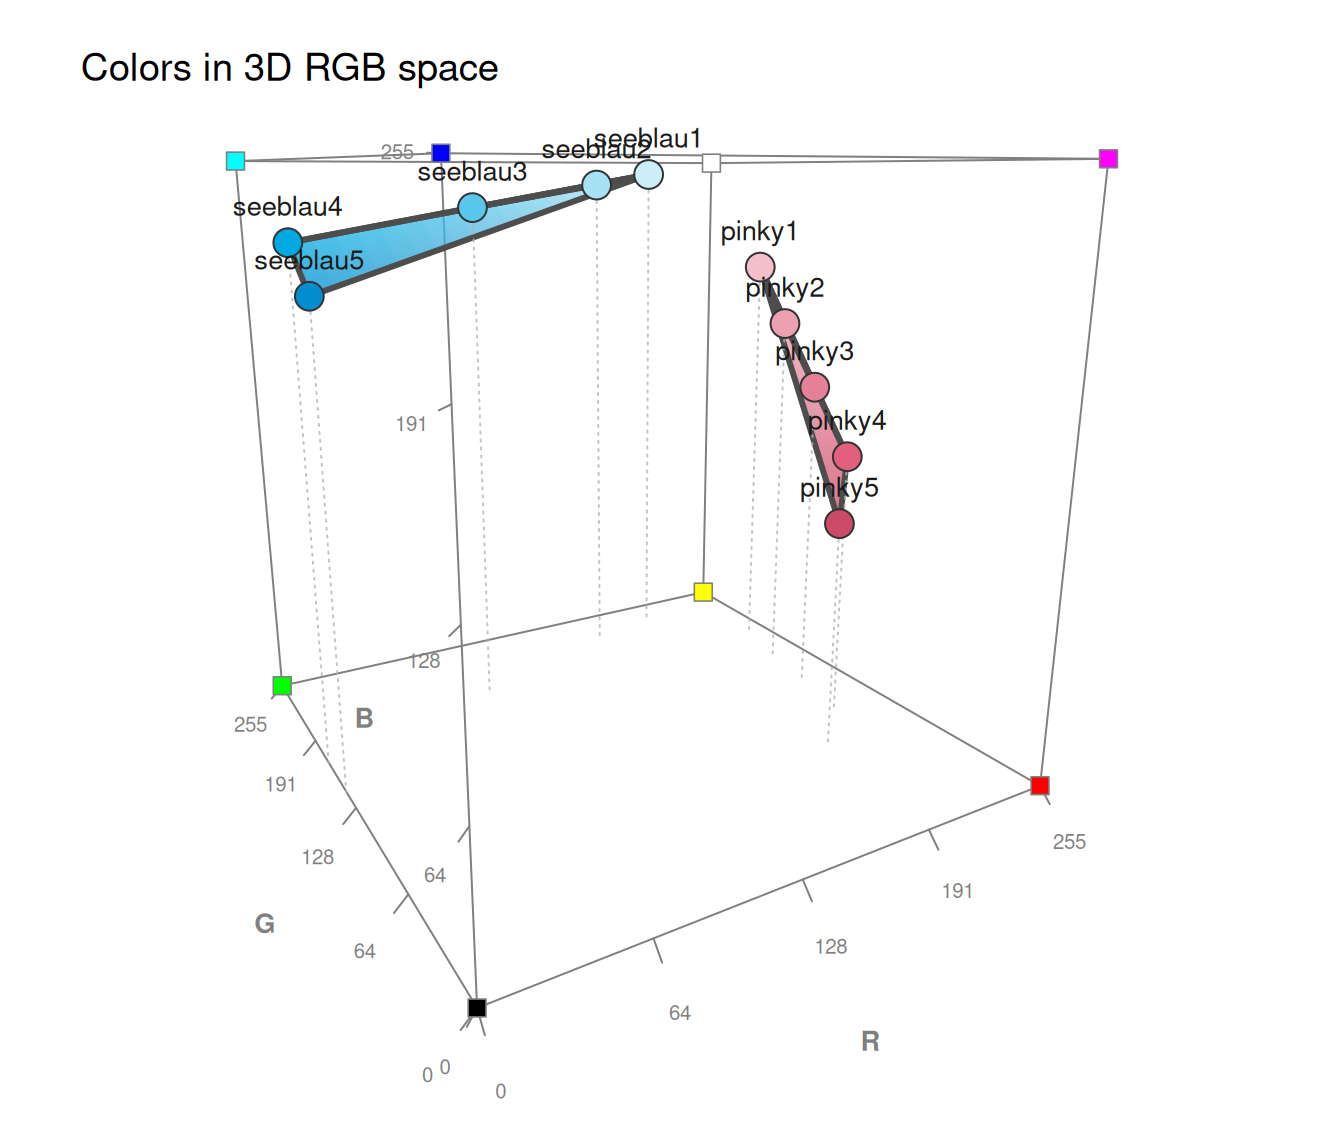 Colors in 3D RGB space
seeblau1
seeblau2
255
seeblau3
seeblau4
pinky1
seeblau5
pinky2
pinky3
pinky4
191
pinky5
128
B
255
191
255
128
64
191
G
128
64
64
R
0
0
0